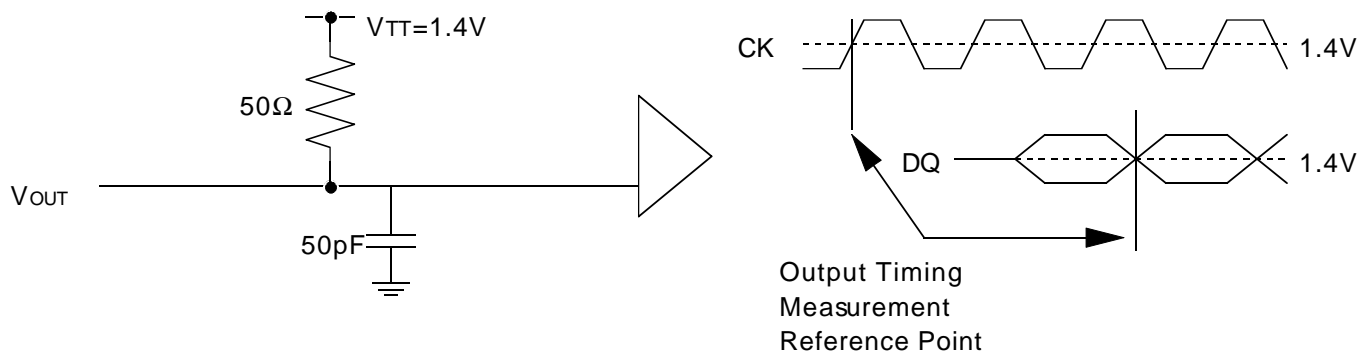 VTT=1.4V
50Ω
VOUT
50pF
CK
1.4V
DQ
1.4V
Output Timing
Measurement
Reference Point